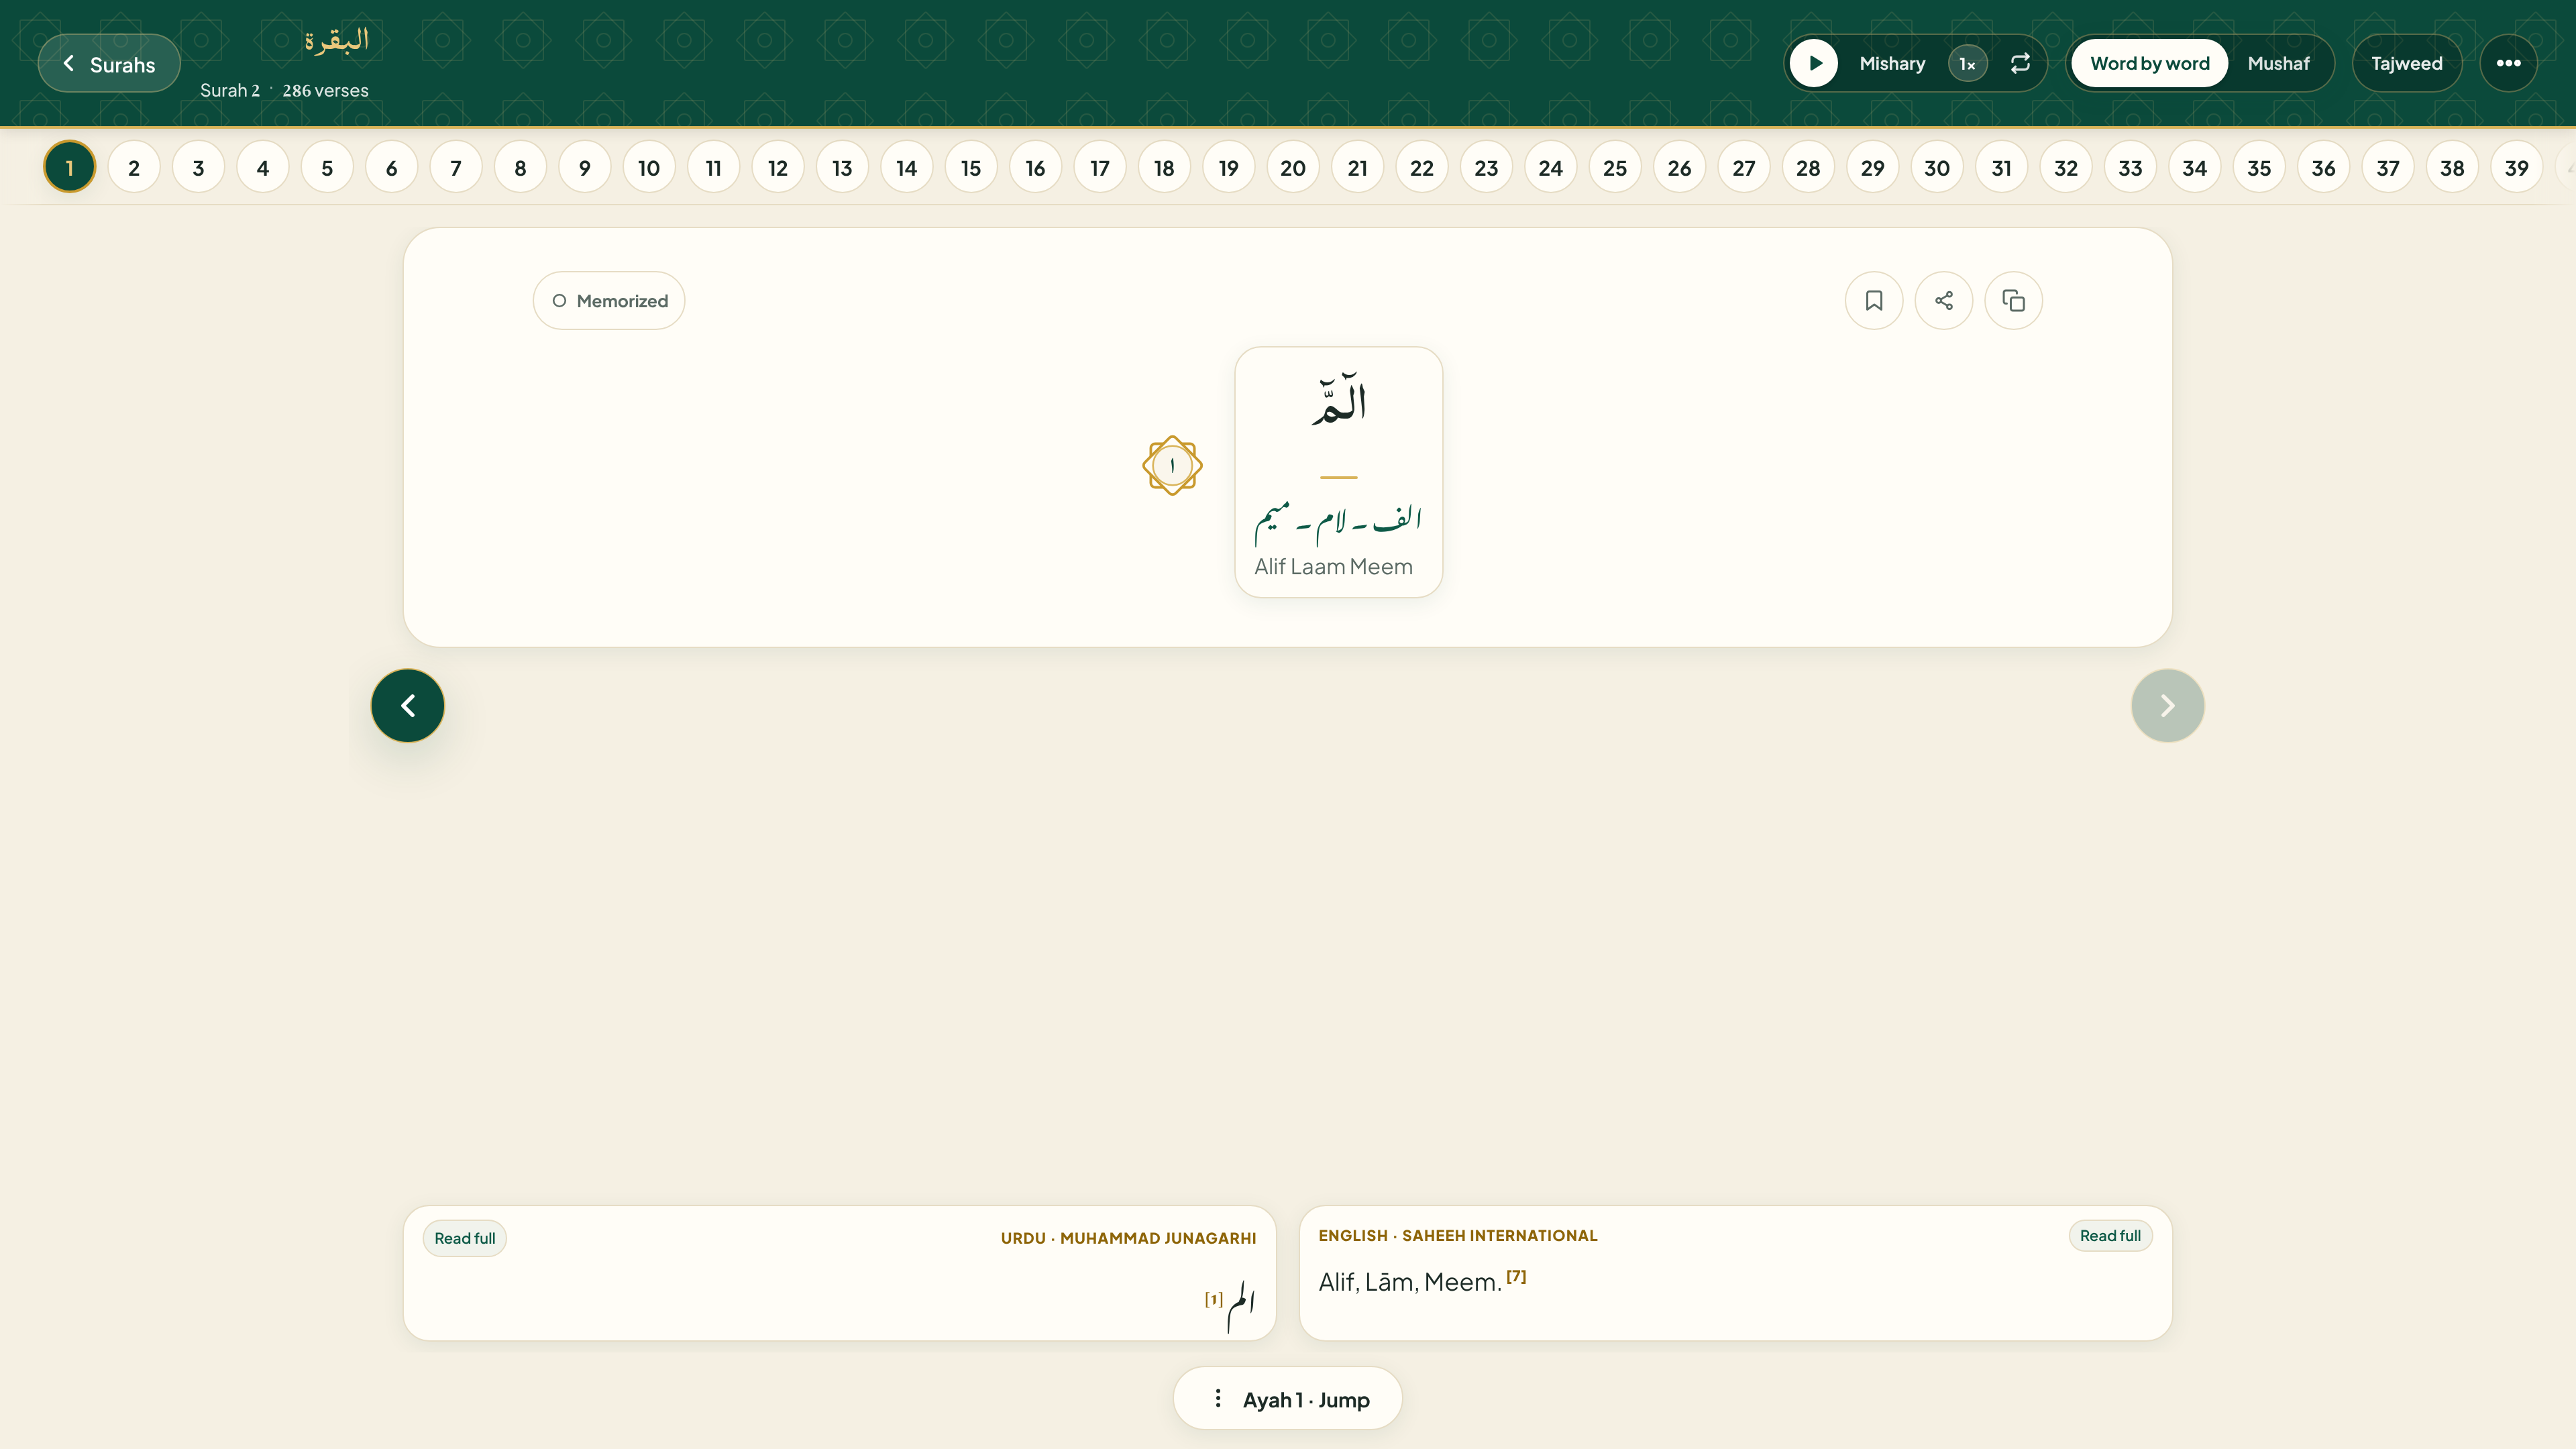 Surahs
البقرة
Surah 2 · 286 verses
Mishary 1×
Word by word Mushaf
Tajweed
1 2 3 4 5 6 7 8 9 10 11 12 13 14 15 16 17 18 19 20 21 22 23 24 25 26 27 28 29 30 31 32 33 34 35 36 37 38 39
Memorized
الٓمٓ
١
الف ۔ لام ۔ میم
Alif Laam Meem
Read full
URDU · MUHAMMAD JUNAGARHI
الم [1]
ENGLISH · SAHEEH INTERNATIONAL
Read full
Alif, Lām, Meem. [7]
Ayah 1 · Jump